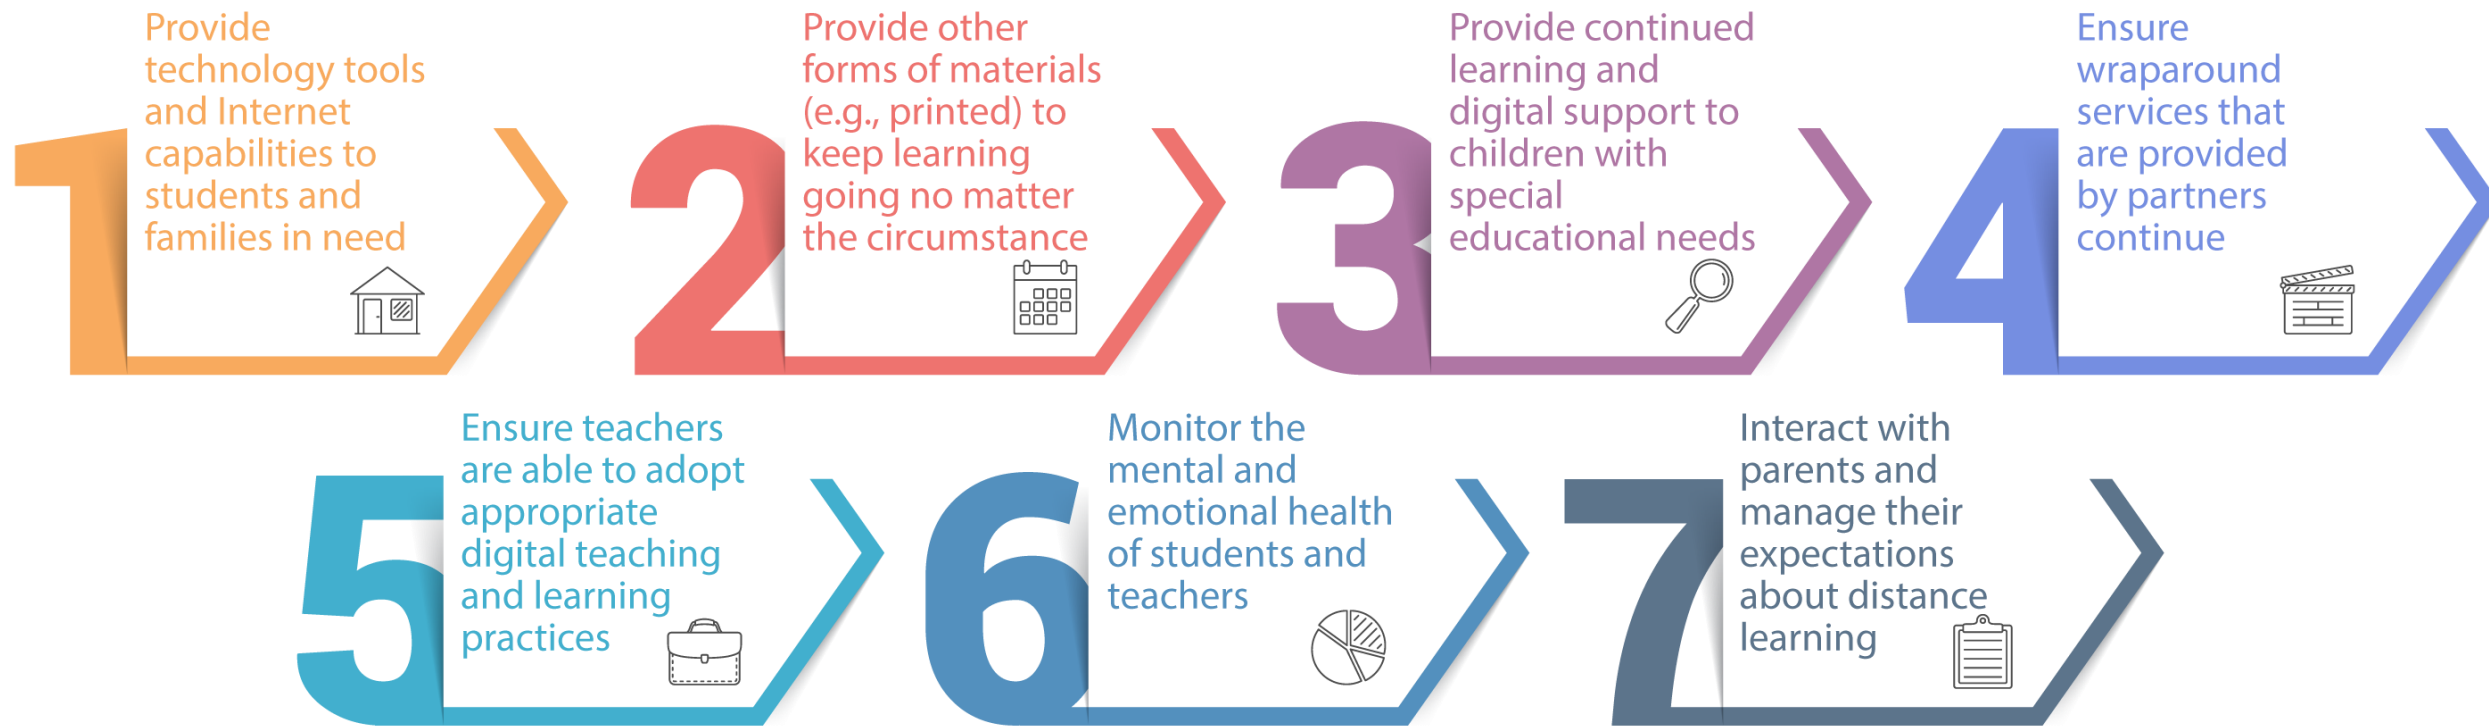 1
Provide
technology tools
and Internet
capabilities to
students and
families in need
2
Provide other
forms of materials
(e.g., printed) to
keep learning
going no matter
the circumstance
3
Provide continued
learning and
digital support to
children with
special
educational needs
4
Ensure
wraparound
services that
are provided
by partners
continue
5
Ensure teachers
are able to adopt
appropriate
digital teaching
and learning
practices
6
Monitor the
mental and
emotional health
of students and
teachers
7
Interact with
parents and
manage their
expectations
about distance
learning